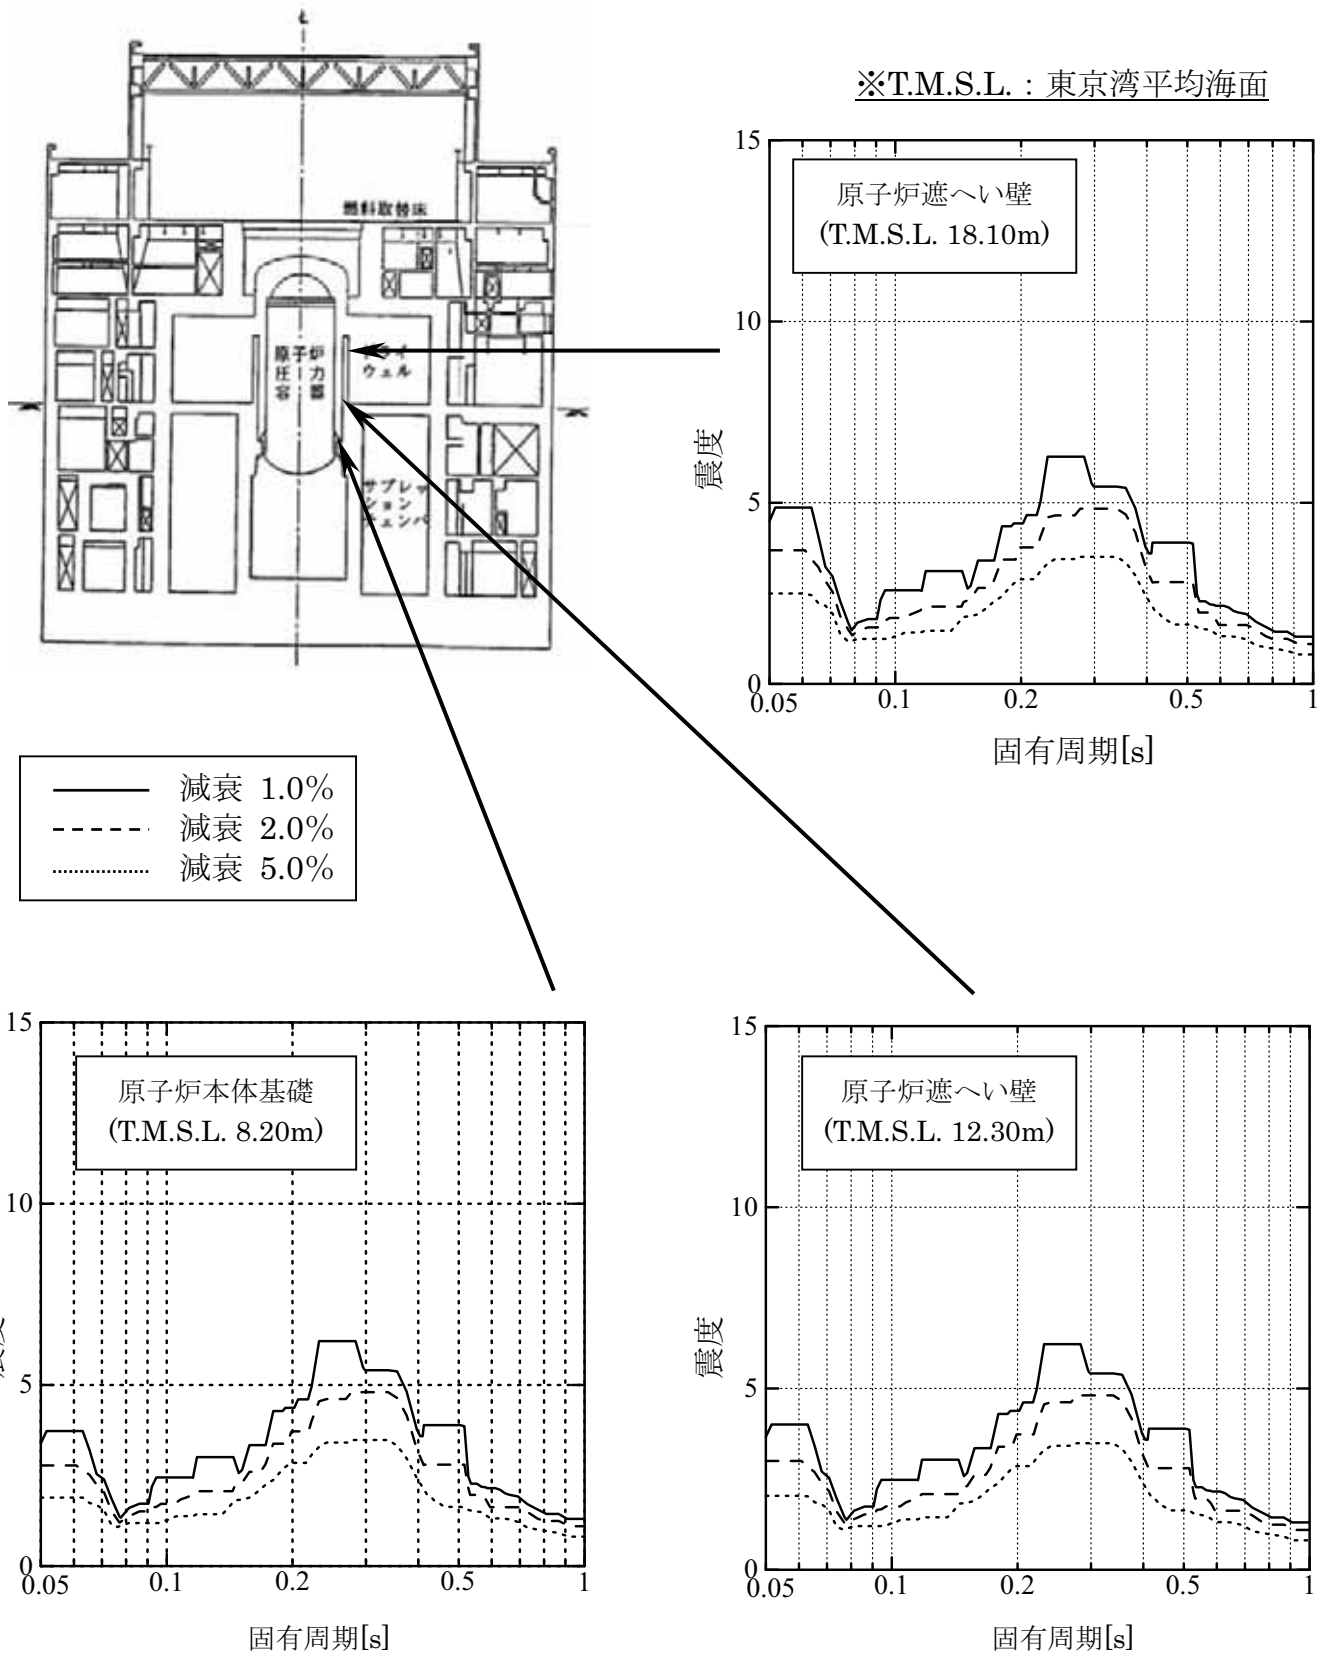 ℄
※T.M.S.L.：東京湾平均海面
燃料取替床
原子炉
圧力
容器
ドライ
ウェル
サプレッ
ション
チェンバ
15
10
5
0
震度
原子炉遮へい壁
(T.M.S.L. 18.10m)
0.05 0.1 0.2 0.5 1
固有周期[s]
減衰 1.0%
減衰 2.0%
減衰 5.0%
15
10
5
0
震度
原子炉本体基礎
(T.M.S.L. 8.20m)
0.05 0.1 0.2 0.5 1
固有周期[s]
15
10
5
0
震度
原子炉遮へい壁
(T.M.S.L. 12.30m)
0.05 0.1 0.2 0.5 1
固有周期[s]